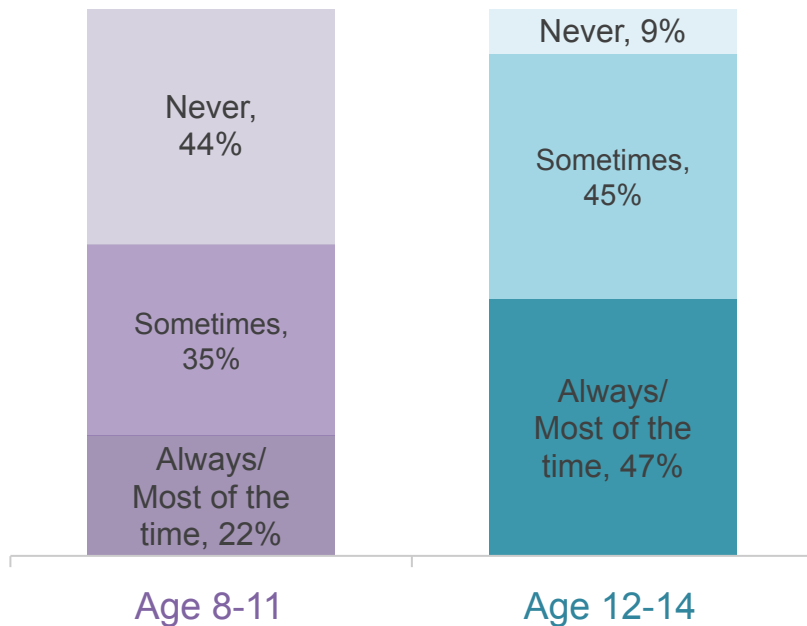 Never,
44%
Sometimes,
35%
Always/
Most of the
time, 22%
Age 8-11
Never, 9%
Sometimes,
45%
Always/
Most of the
time, 47%
Age 12-14